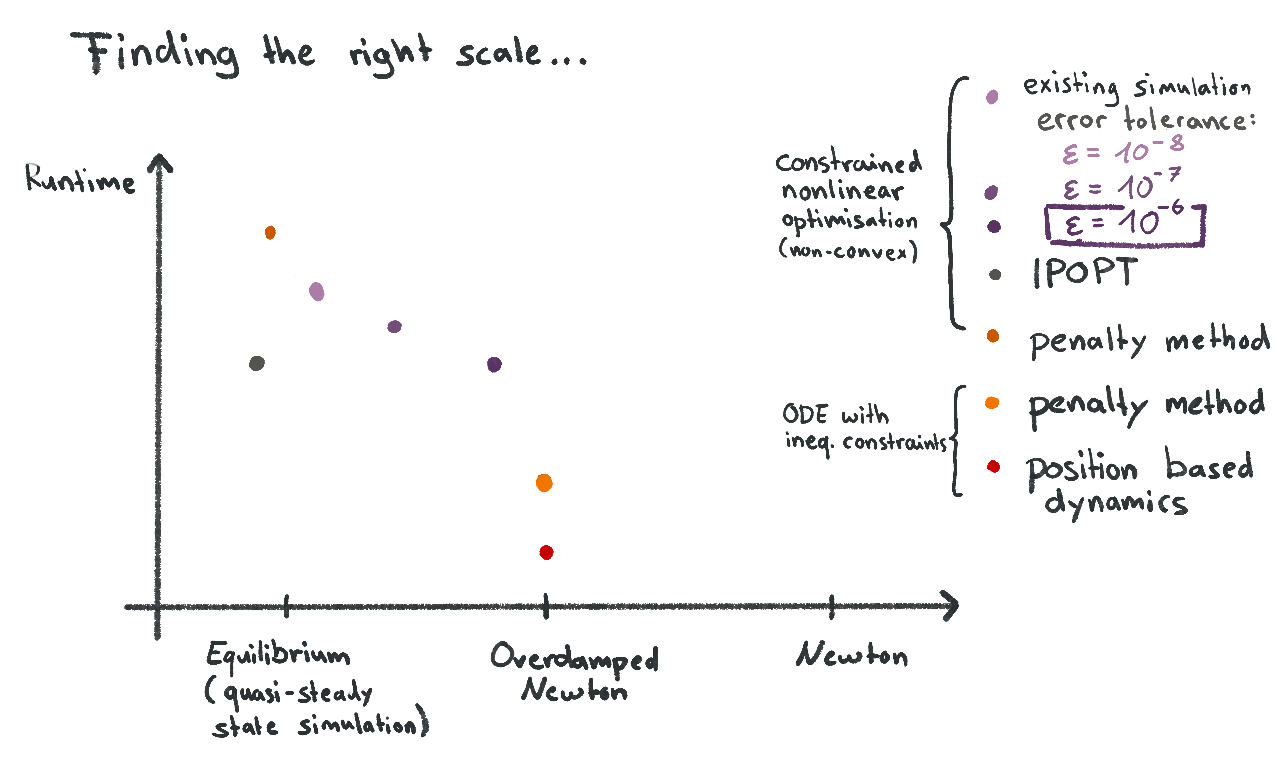 Finding the right scale...
Runtime
Constrained
nonlinear
optimisation
(non-convex)
existing simulation
error tolerance:
ε = 10⁻⁸
ε = 10⁻⁷
ε = 10⁻⁶
IPOPT
penalty method
ODE with
ineq. constraints
penalty method
position based
dynamics
Equilibrium
(quasi-steady
state simulation)
Overdamped
Newton
Newton